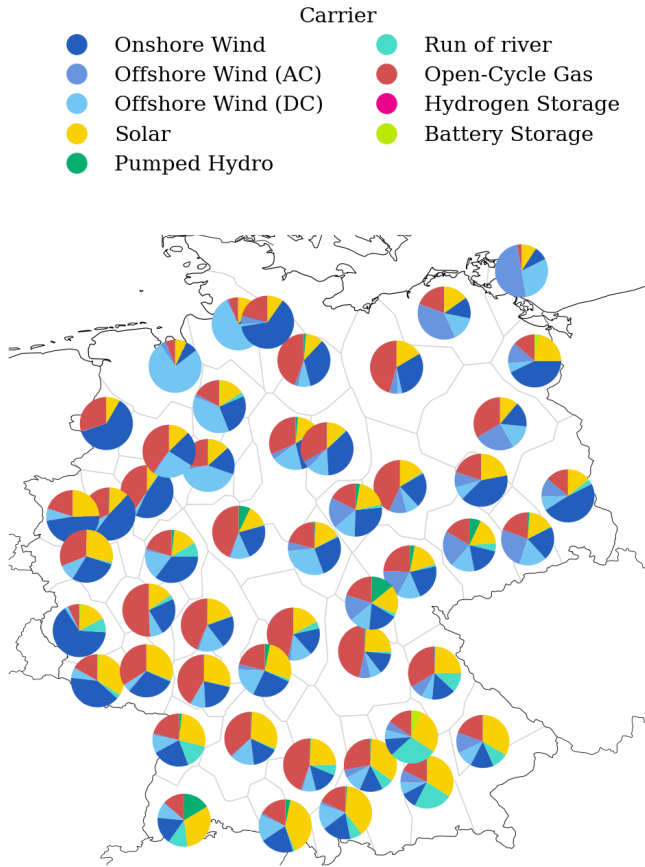 Carrier
Onshore Wind
Offshore Wind (AC)
Offshore Wind (DC)
Solar
Pumped Hydro
Run of river
Open-Cycle Gas
Hydrogen Storage
Battery Storage